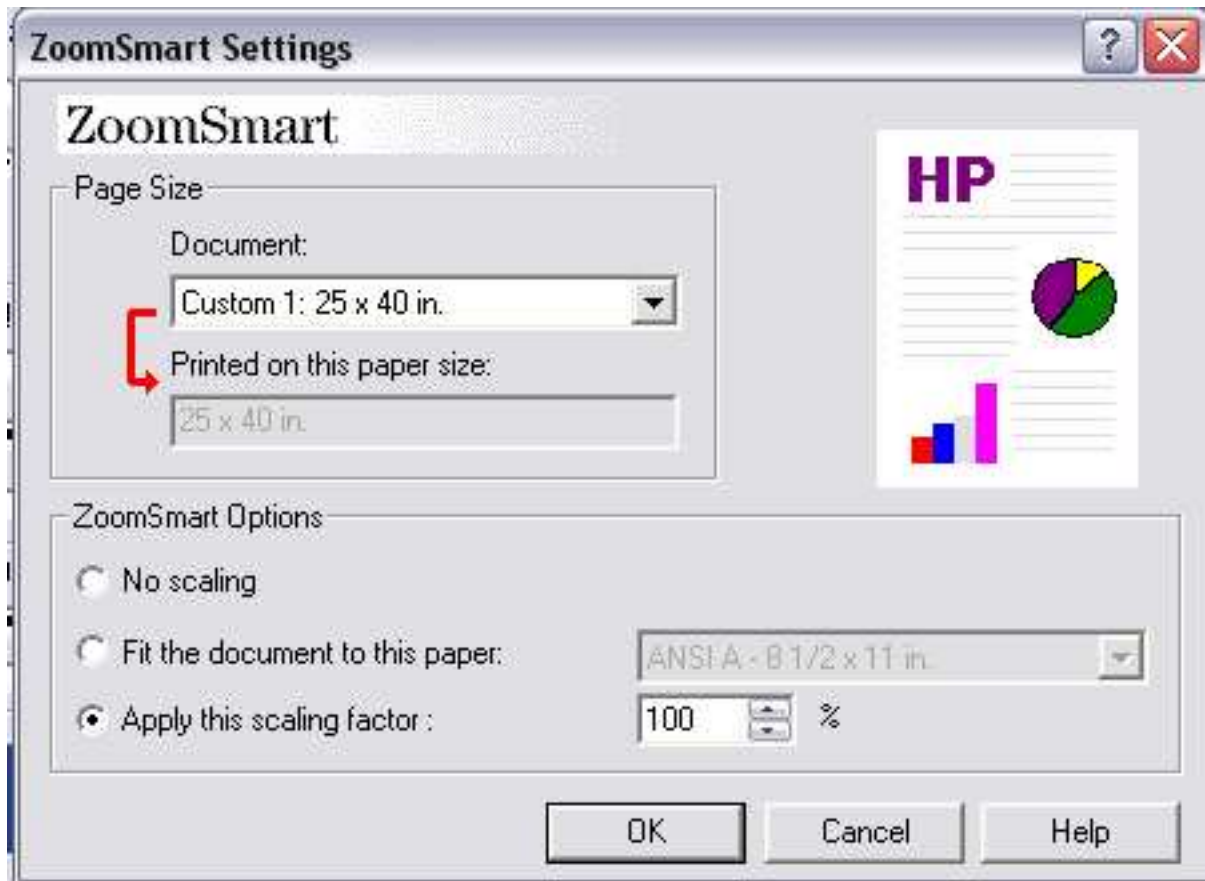 ZoomSmart Settings
?
ZoomSmart
Page Size
Document:
Custom 1: 25 x 40 in.
Printed on this paper size:
25 x 40 in.
HP
ZoomSmart Options
No scaling
Fit the document to this paper:
ANSI A - 8 1/2 x 11 in.
Apply this scaling factor :
100 %
OK Cancel Help